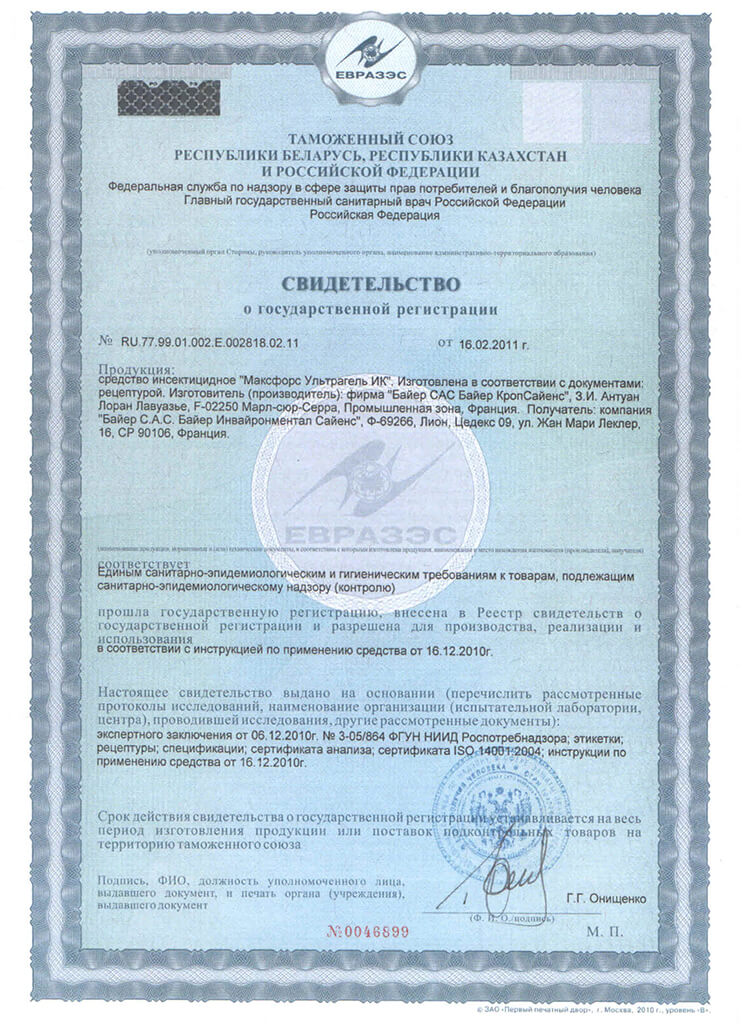 ЕВРАЗЭС
ТАМОЖЕННЫЙ СОЮЗ
РЕСПУБЛИКИ БЕЛАРУСЬ, РЕСПУБЛИКИ КАЗАХСТАН
И РОССИЙСКОЙ ФЕДЕРАЦИИ
Федеральная служба по надзору в сфере защиты прав потребителей и благополучия человека
Главный государственный санитарный врач Российской Федерации
Российская Федерация
(уполномоченный орган Стороны, руководитель уполномоченного органа, наименование административно-территориального образования)
СВИДЕТЕЛЬСТВО
о государственной регистрации
№ RU.77.99.01.002.Е.002818.02.11 от 16.02.2011 г.
Продукция:
средство инсектицидное "Максфорс Ультрагель ИК". Изготовлена в соответствии с документами:
рецептурой. Изготовитель (производитель): фирма "Байер САС Байер КропСайенс", З.И. Антуан
Лоран Лавуазье, F-02250 Марл-сюр-Серра, Промышленная зона, Франция. Получатель: компания
"Байер С.А.С. Байер Инвайронментал Сайенс", Ф-69266, Лион, Цедекс 09, ул. Жан Мари Леклер,
16, СР 90106, Франция.
ЕВРАЗЭС
(наименование продукции, нормативные и (или) технические документы, в соответствии с которыми изготовлена продукция, наименование и место нахождения изготовителя (производителя), получателя)
соответствует
Единым санитарно-эпидемиологическим и гигиеническим требованиям к товарам, подлежащим
санитарно-эпидемиологическому надзору (контролю)
прошла государственную регистрацию, внесена в Реестр свидетельств о
государственной регистрации и разрешена для производства, реализации и
использования
в соответствии с инструкцией по применению средства от 16.12.2010г.
Настоящее свидетельство выдано на основании (перечислить рассмотренные
протоколы исследований, наименование организации (испытательной лаборатории,
центра), проводившей исследования, другие рассмотренные документы):
экспертного заключения от 06.12.2010г. № 3-05/864 ФГУН НИИД Роспотребнадзора; этикетки;
рецептуры; спецификации; сертификата анализа; сертификата ISO 14001:2004; инструкции по
применению средства от 16.12.2010г.
Срок действия свидетельства о государственной регистрации устанавливается на весь
период изготовления продукции или поставок подконтрольных товаров на
территорию таможенного союза
Подпись, ФИО, должность уполномоченного лица,
выдавшего документ, и печать органа (учреждения),
выдавшего документ
Г.Г. Онищенко
(Ф. И. О./подпись)
№0046899
М. П.
© ЗАО «Первый печатный двор», г. Москва, 2010 г., уровень «В».